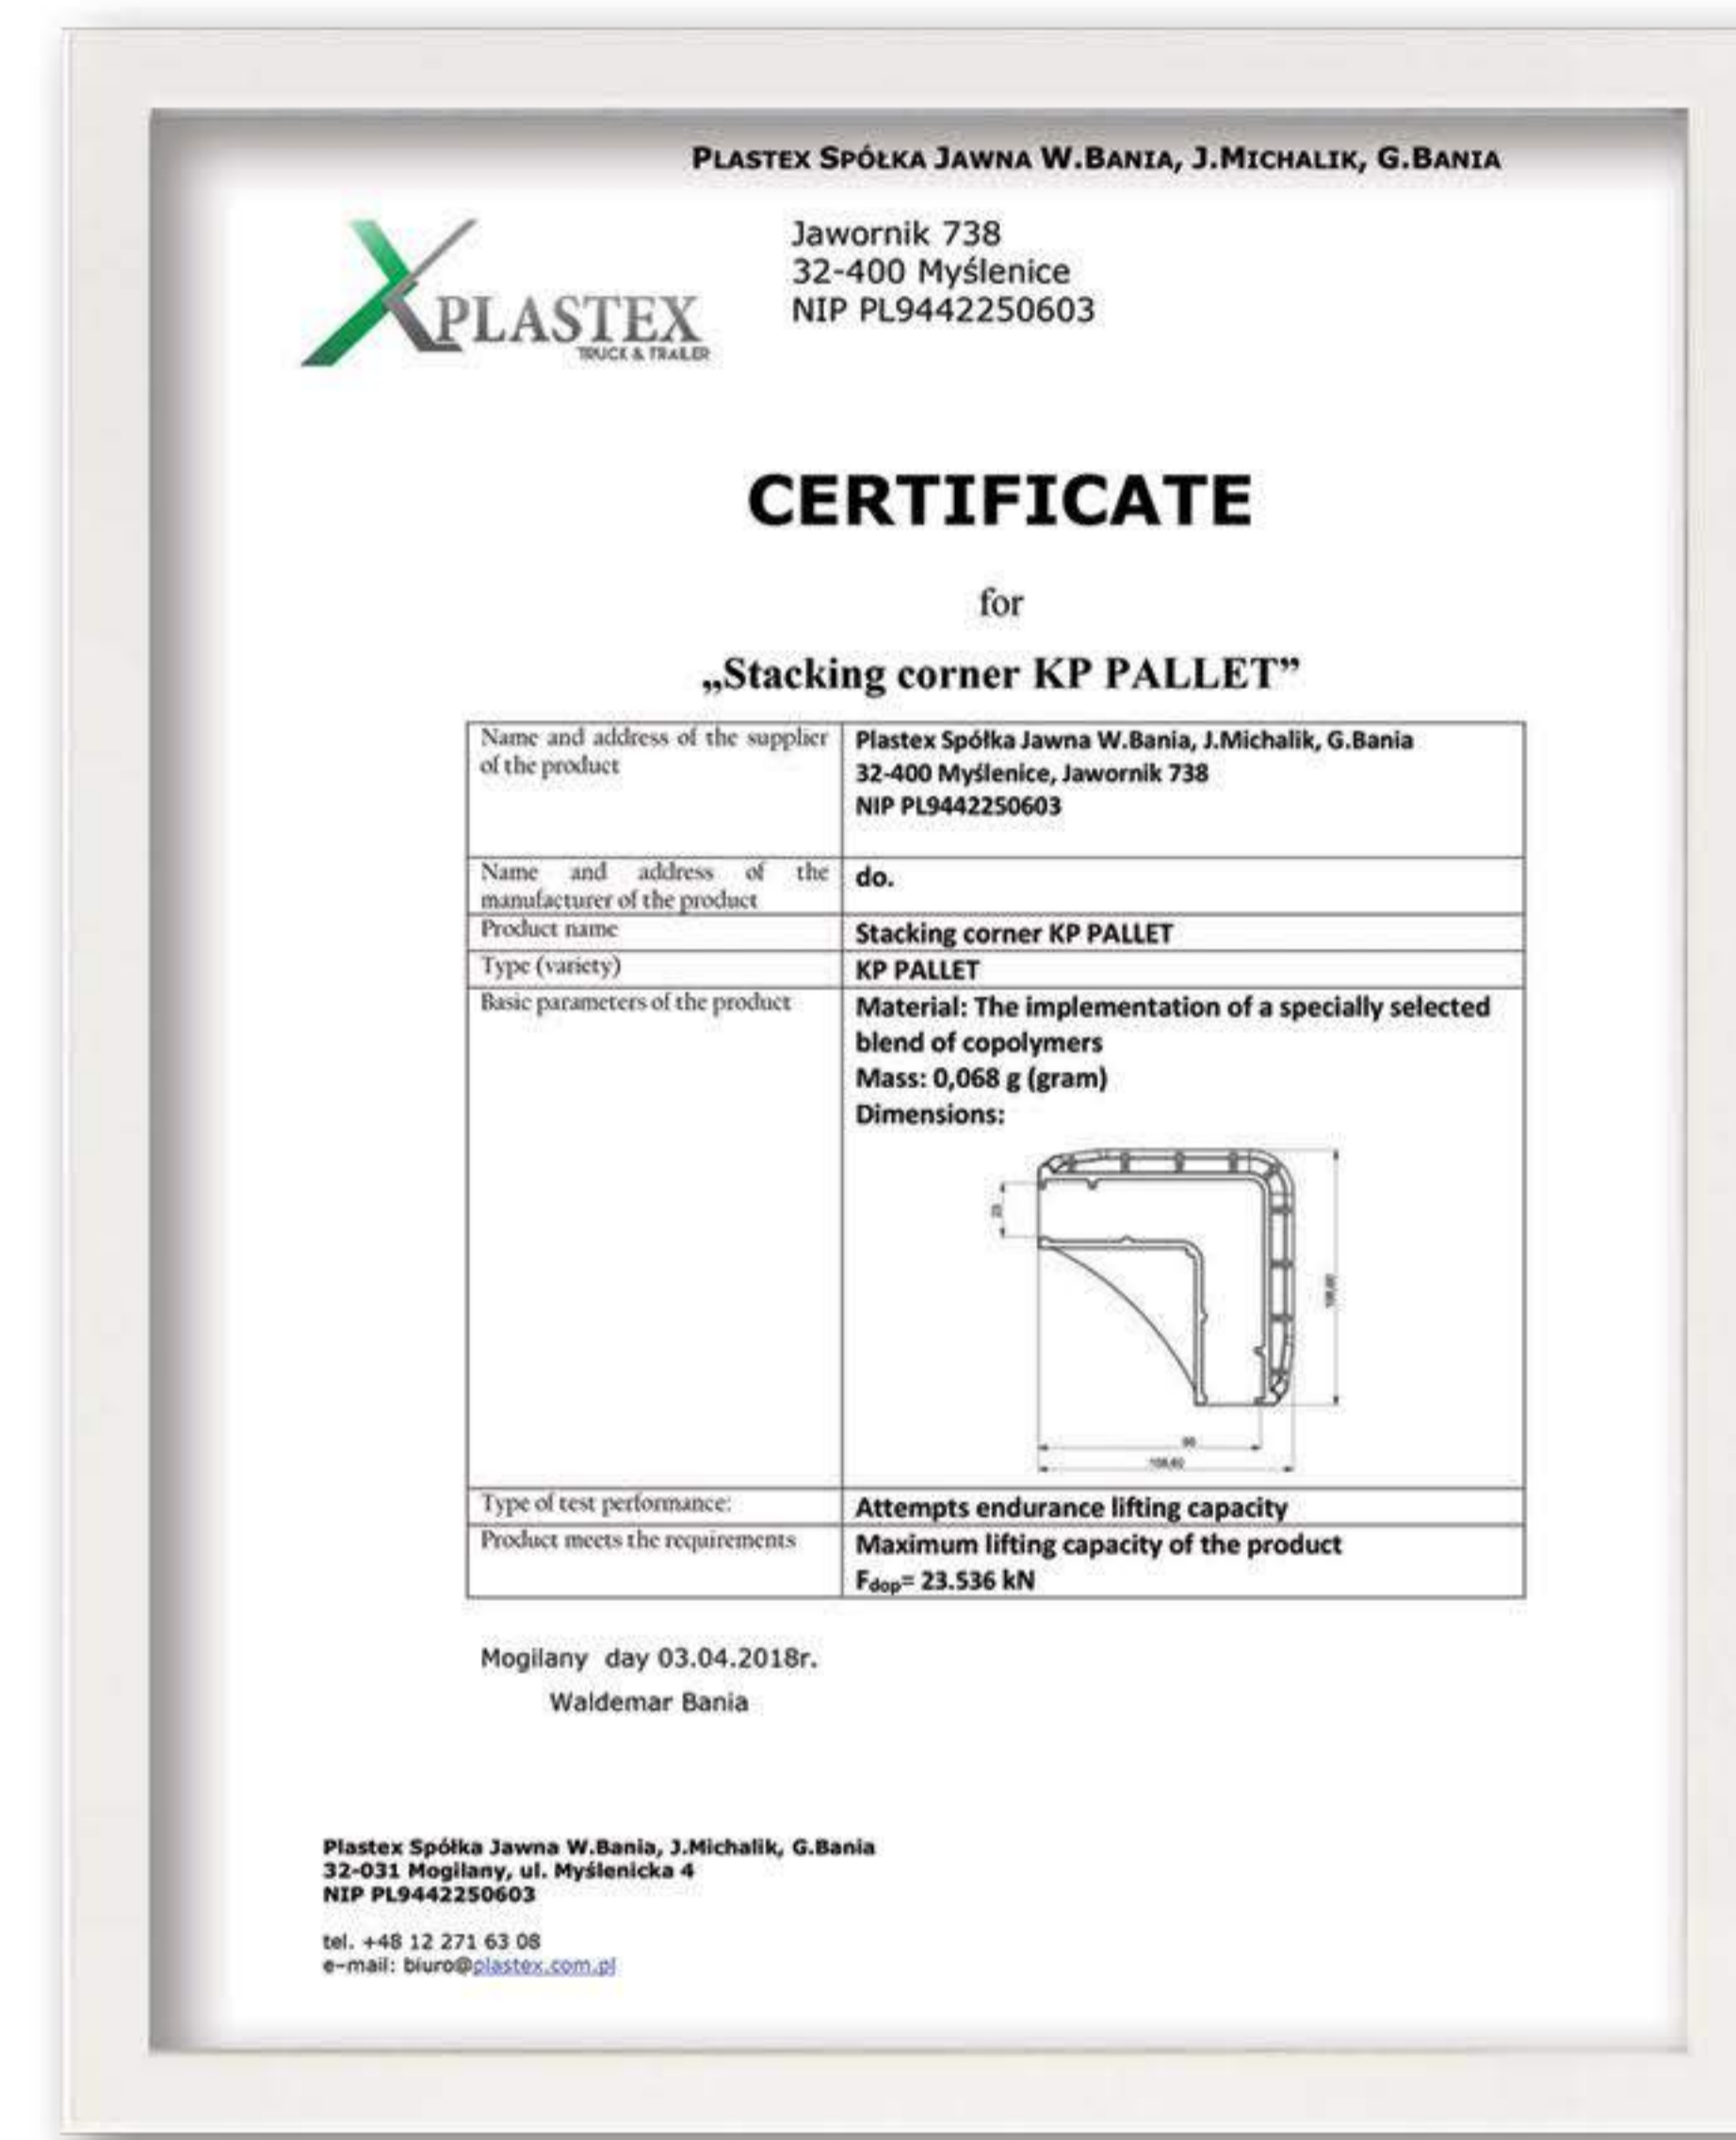 PLASTEX SPÓŁKA JAWNA W.BANIA, J.MICHALIK, G.BANIA
PLASTEX
TRUCK & TRAILER
Jawornik 738
32-400 Myślenice
NIP PL9442250603
CERTIFICATE
for
„Stacking corner KP PALLET”
Name and address of the supplier
of the product
Plastex Spółka Jawna W.Bania, J.Michalik, G.Bania
32-400 Myślenice, Jawornik 738
NIP PL9442250603
Name and address of the
manufacturer of the product
do.
Product name
Stacking corner KP PALLET
Type (variety)
KP PALLET
Basic parameters of the product
Material: The implementation of a specially selected
blend of copolymers
Mass: 0,068 g (gram)
Dimensions:
23
Type of test performance:
Attempts endurance lifting capacity
Product meets the requirements
Maximum lifting capacity of the product
Fdop= 23.536 kN
Mogilany day 03.04.2018r.
Waldemar Bania
Plastex Spółka Jawna W.Bania, J.Michalik, G.Bania
32-031 Mogilany, ul. Myślenicka 4
NIP PL9442250603
tel. +48 12 271 63 08
e-mail: biuro@plastex.com.pl